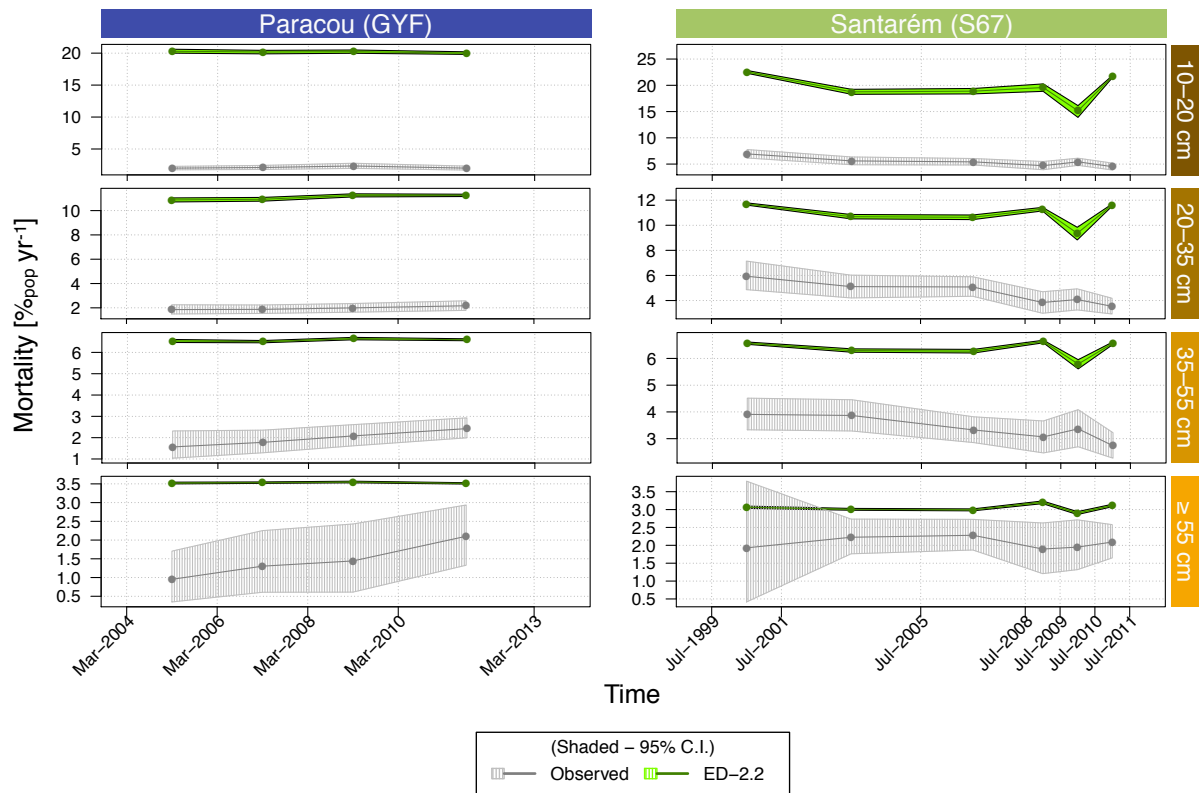 Paracou (GYF)
Santarém (S67)
20
15
10
5
25
20
15
10
5
10–20 cm
10
8
6
4
2
12
10
8
6
4
20–35 cm
6
5
4
3
2
1
6
5
4
3
35–55 cm
3.5
3.0
2.5
2.0
1.5
1.0
0.5
3.5
3.0
2.5
2.0
1.5
1.0
0.5
≥ 55 cm
Mortality [%pop yr-1]
Mar–2004
Mar–2006
Mar–2008
Mar–2010
Mar–2013
Jul–1999
Jul–2001
Jul–2005
Jul–2008
Jul–2009
Jul–2010
Jul–2011
Time
(Shaded – 95% C.I.)
Observed
ED–2.2